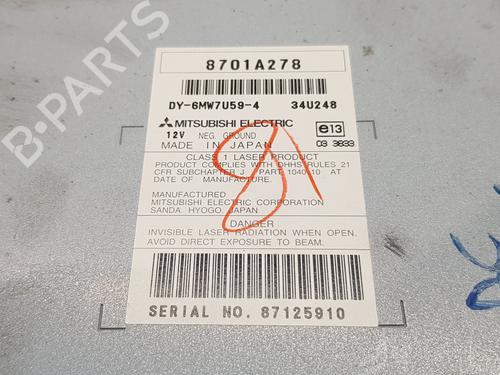 8701A278
DY-6MW7U59-4 34U248
MITSUBISHI ELECTRIC e13
12V NEG. GROUND 03 3833
MADE IN JAPAN
CLASS 1 LASER PRODUCT
PRODUCT COMPLIES WITH DHHS RULES 21
CFR SUBCHAPTER J, PART 1040.10 AT
DATE OF MANUFACTURE.
MANUFACTURED
MITSUBISHI ELECTRIC CORPORATION
SANDA, HYOGO, JAPAN
DANGER
INVISIBLE LASER RADIATION WHEN OPEN.
AVOID DIRECT EXPOSURE TO BEAM.
SERIAL NO. 87125910
B-PARTS